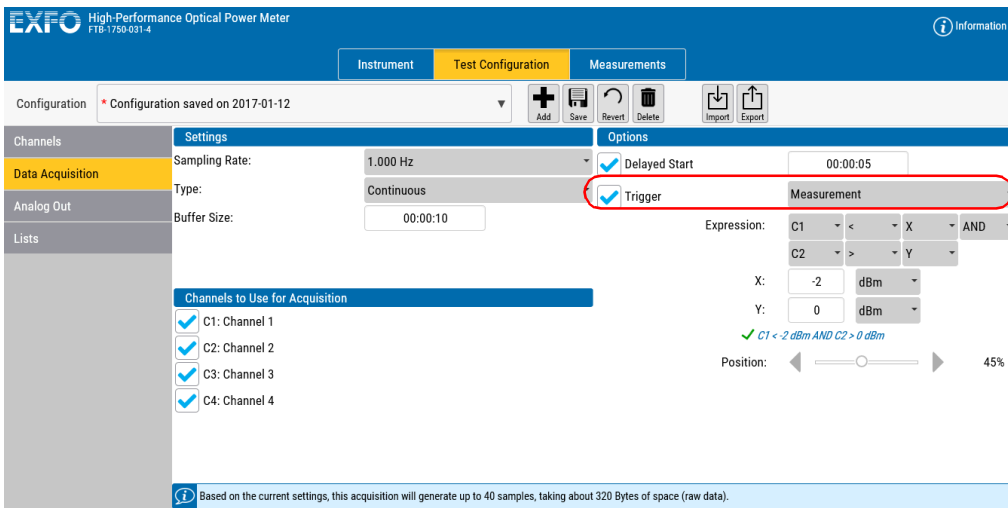 EXFO High-Performance Optical Power Meter
FTB-1750-031-4
Information
Instrument Test Configuration Measurements
Configuration * Configuration saved on 2017-01-12
Add Save Revert Delete Import Export
Channels
Data Acquisition
Analog Out
Lists
Settings
Sampling Rate: 1.000 Hz
Type: Continuous
Buffer Size: 00:00:10
Channels to Use for Acquisition
C1: Channel 1
C2: Channel 2
C3: Channel 3
C4: Channel 4
Options
Delayed Start 00:00:05
Trigger Measurement
Expression: C1 < X AND
C2 > Y
X: -2 dBm
Y: 0 dBm
C1 < -2 dBm AND C2 > 0 dBm
Position: 45%
Based on the current settings, this acquisition will generate up to 40 samples, taking about 320 Bytes of space (raw data).